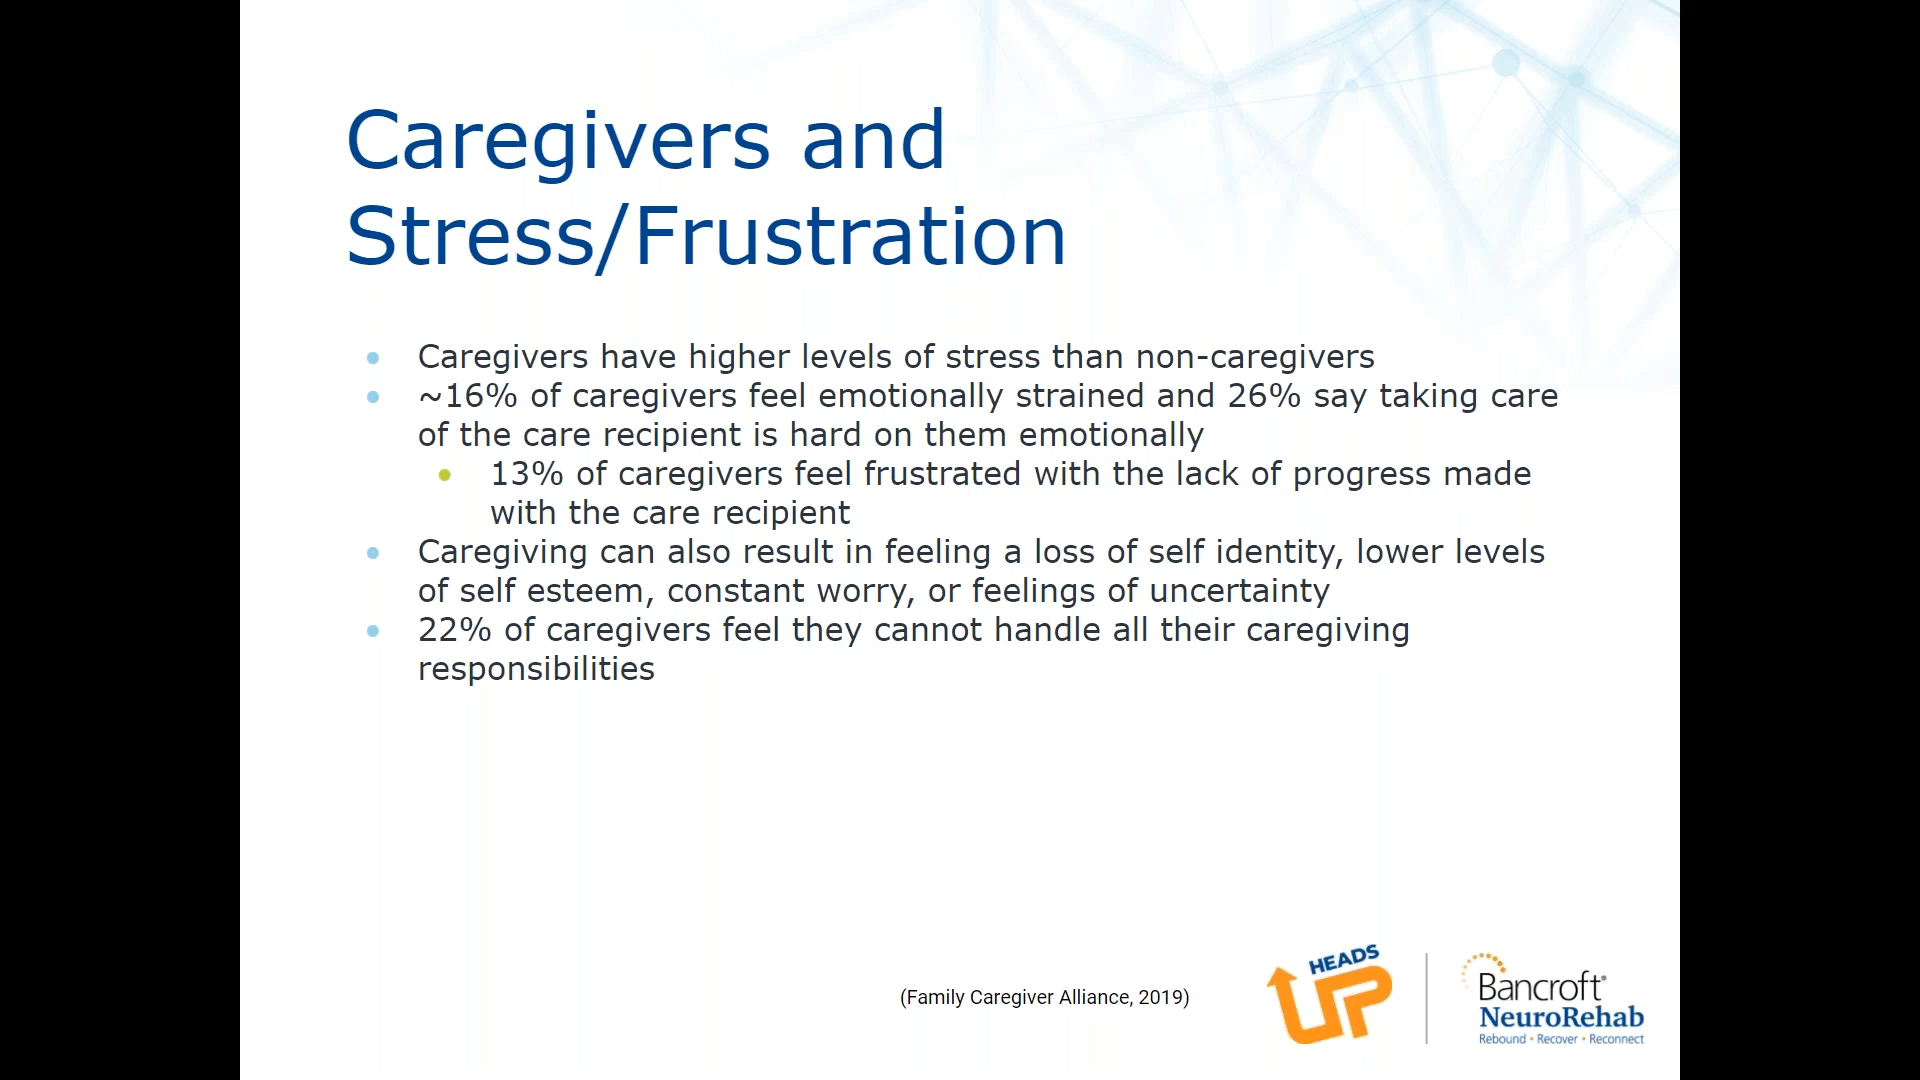 Caregivers and
Stress/Frustration
• Caregivers have higher levels of stress than non-caregivers
• ~16% of caregivers feel emotionally strained and 26% say taking care
of the care recipient is hard on them emotionally
• 13% of caregivers feel frustrated with the lack of progress made
with the care recipient
• Caregiving can also result in feeling a loss of self identity, lower levels
of self esteem, constant worry, or feelings of uncertainty
• 22% of caregivers feel they cannot handle all their caregiving
responsibilities
(Family Caregiver Alliance, 2019)
HEADS
UP
Bancroft®
NeuroRehab
Rebound • Recover • Reconnect